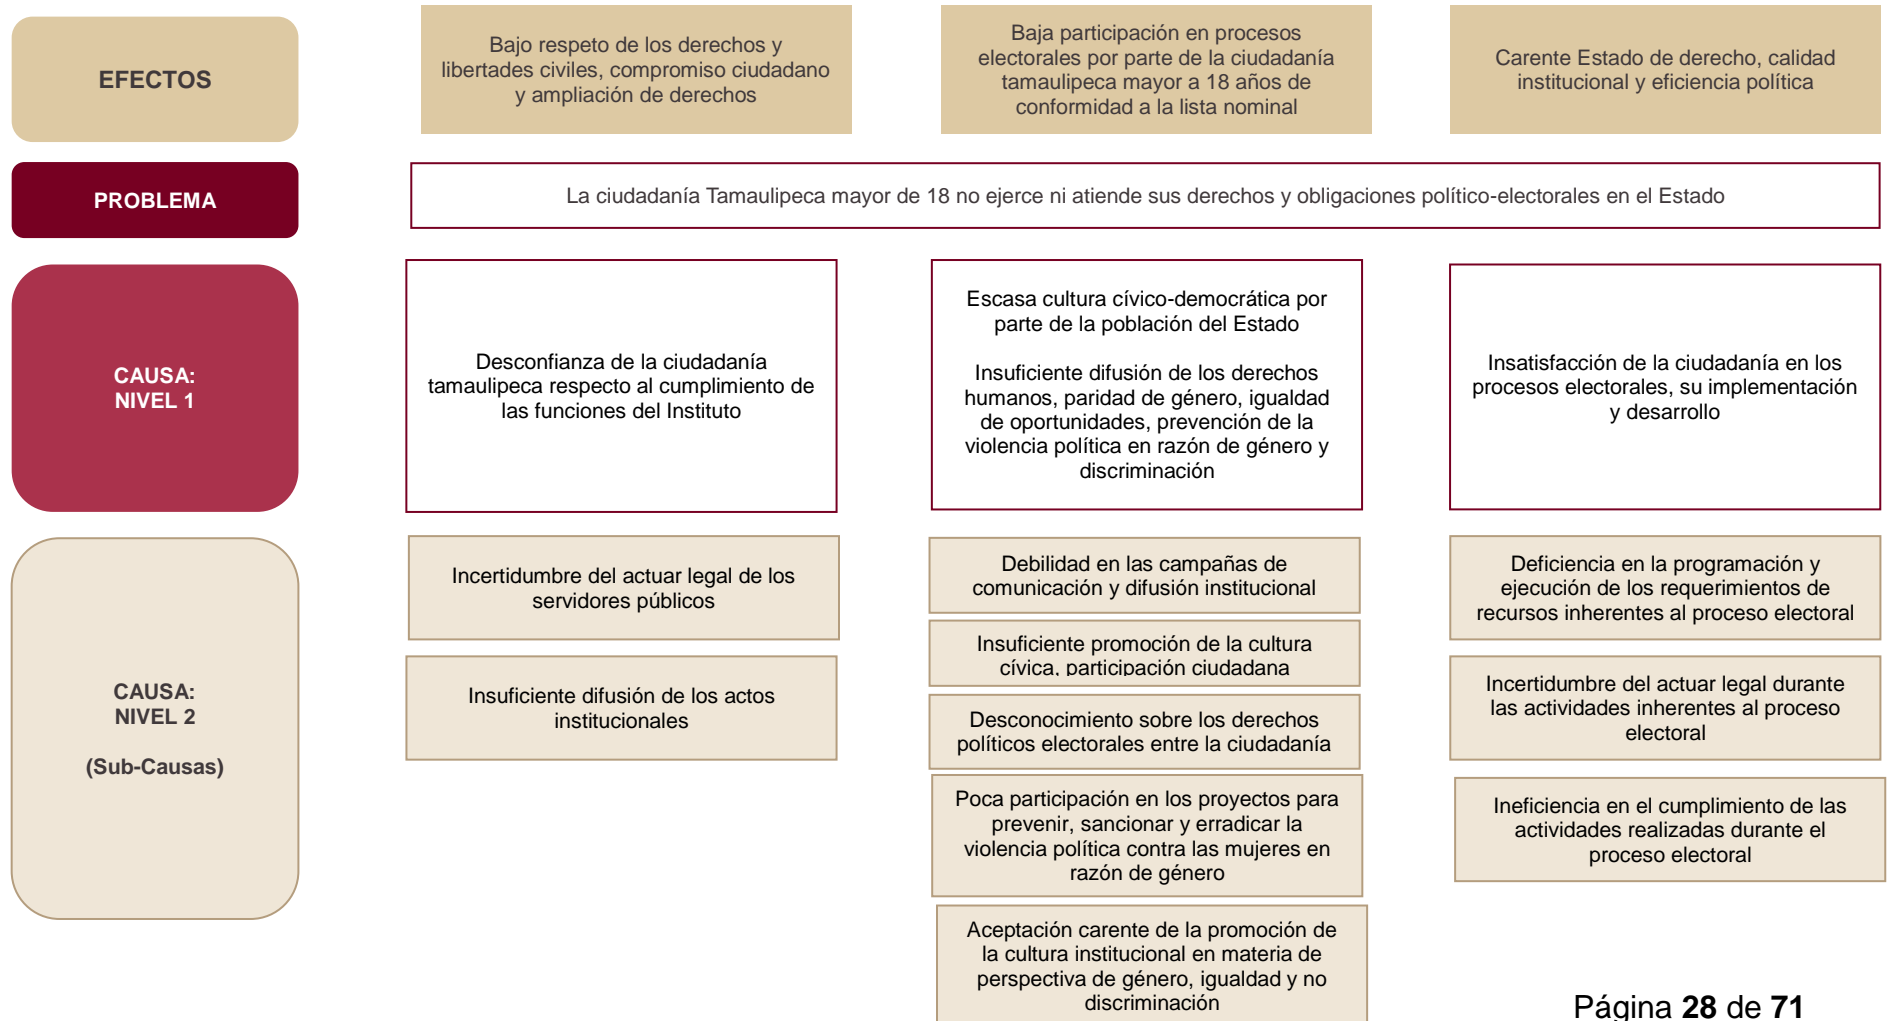 EFECTOS
Bajo respeto de los derechos y
libertades civiles, compromiso ciudadano
y ampliación de derechos
Baja participación en procesos
electorales por parte de la ciudadanía
tamaulipeca mayor a 18 años de
conformidad a la lista nominal
Carente Estado de derecho, calidad
institucional y eficiencia política
PROBLEMA
La ciudadanía Tamaulipeca mayor de 18 no ejerce ni atiende sus derechos y obligaciones político-electorales en el Estado
CAUSA:
NIVEL 1
Desconfianza de la ciudadanía
tamaulipeca respecto al cumplimiento de
las funciones del Instituto
Escasa cultura cívico-democrática por
parte de la población del Estado
Insuficiente difusión de los derechos
humanos, paridad de género, igualdad
de oportunidades, prevención de la
violencia política en razón de género y
discriminación
Insatisfacción de la ciudadanía en los
procesos electorales, su implementación
y desarrollo
CAUSA:
NIVEL 2
(Sub-Causas)
Incertidumbre del actuar legal de los
servidores públicos
Insuficiente difusión de los actos
institucionales
Debilidad en las campañas de
comunicación y difusión institucional
Insuficiente promoción de la cultura
cívica, participación ciudadana
Desconocimiento sobre los derechos
políticos electorales entre la ciudadanía
Poca participación en los proyectos para
prevenir, sancionar y erradicar la
violencia política contra las mujeres en
razón de género
Aceptación carente de la promoción de
la cultura institucional en materia de
perspectiva de género, igualdad y no
discriminación
Deficiencia en la programación y
ejecución de los requerimientos de
recursos inherentes al proceso electoral
Incertidumbre del actuar legal durante
las actividades inherentes al proceso
electoral
Ineficiencia en el cumplimiento de las
actividades realizadas durante el
proceso electoral
Página 28 de 71